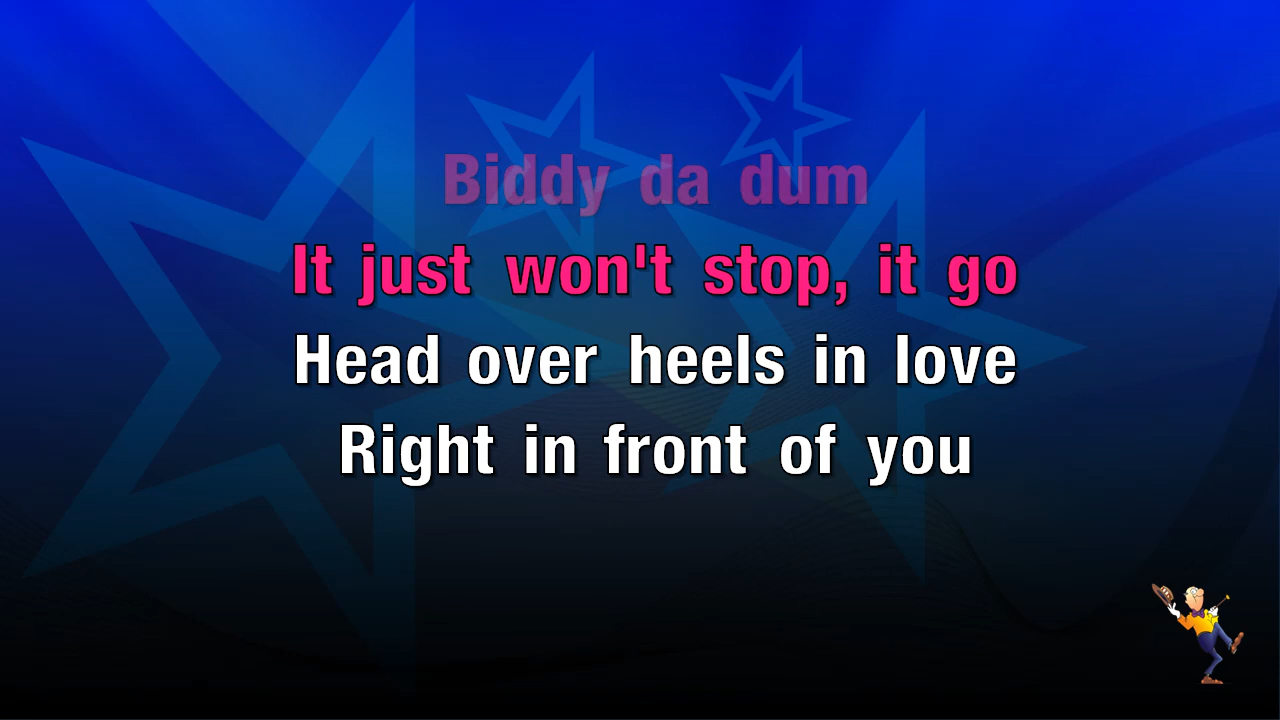 Biddy da dum
It just won't stop, it go
Head over heels in love
Right in front of you